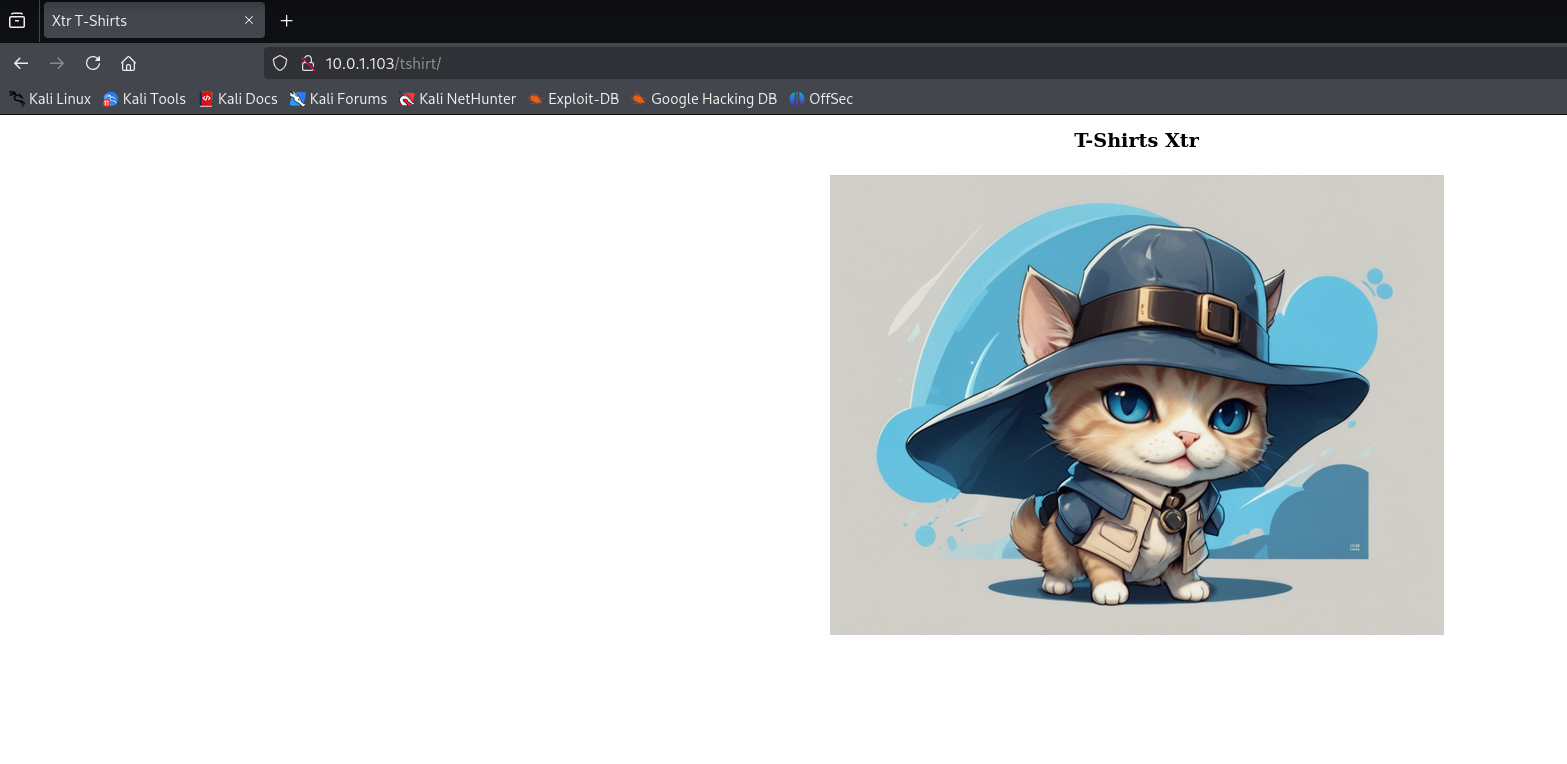 Xtr T-Shirts
10.0.1.103/tshirt/
Kali Linux Kali Tools Kali Docs Kali Forums Kali NetHunter Exploit-DB Google Hacking DB OffSec
T-Shirts Xtr